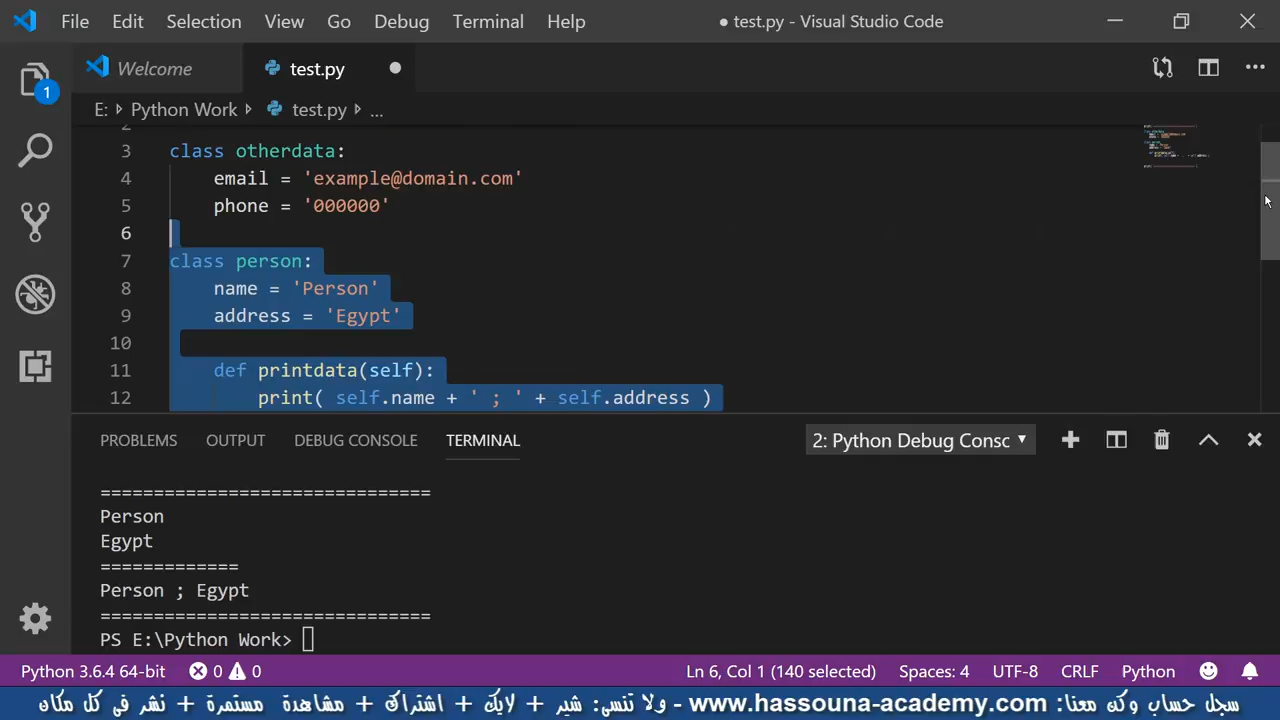 File Edit Selection View Go Debug Terminal Help ● test.py - Visual Studio Code
Welcome test.py
1
E: Python Work test.py ...
2
3 class otherdata:
4 email = 'example@domain.com'
5 phone = '000000'
6
7 class person:
8 name = 'Person'
9 address = 'Egypt'
10
11 def printdata(self):
12 print( self.name + ' ; ' + self.address )
PROBLEMS OUTPUT DEBUG CONSOLE TERMINAL 2: Python Debug Consc
==============================
Person
Egypt
=============
Person ; Egypt
==============================
PS E:\Python Work>
Python 3.6.4 64-bit 0 0 Ln 6, Col 1 (140 selected) Spaces: 4 UTF-8 CRLF Python
سجل حساب وكن معنا: www.hassouna-academy.com - ولا تنسى: شير + لايك + اشتراك + مشاهدة مستمرة + نشر فى كل مكان